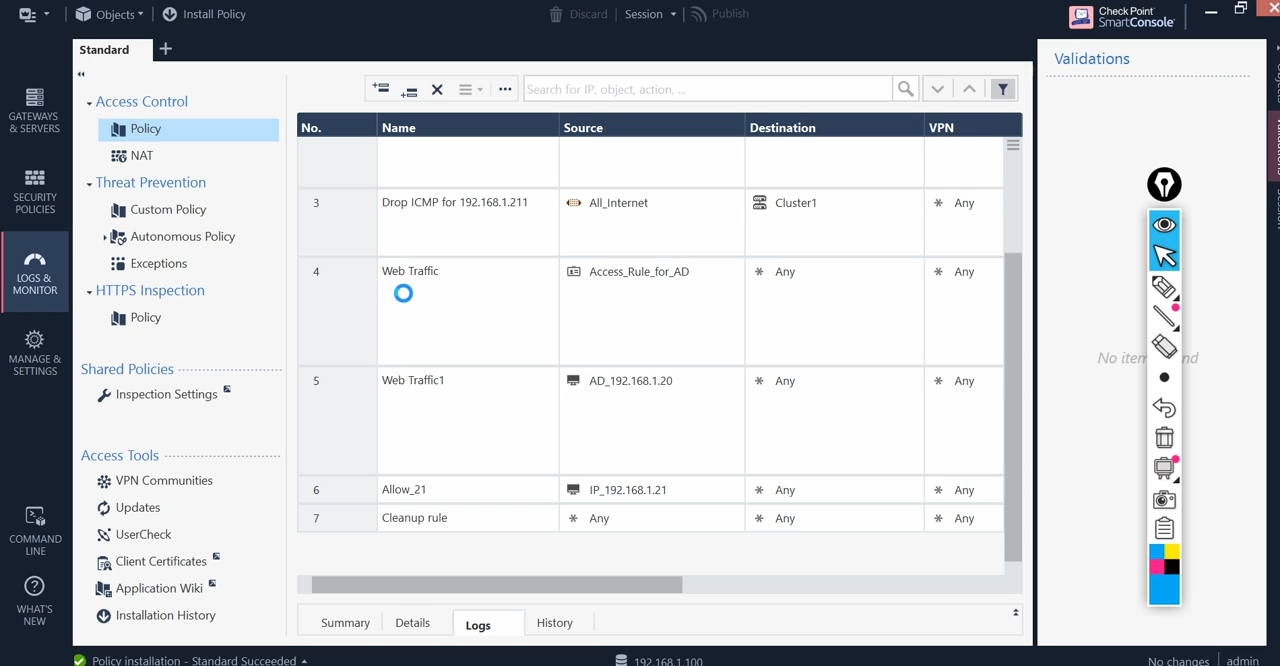 Objects
Install Policy
Discard
Session
Publish
Check Point
SmartConsole
Standard
GATEWAYS
& SERVERS
SECURITY
POLICIES
LOGS &
MONITOR
MANAGE &
SETTINGS
COMMAND
LINE
WHAT'S
NEW
Access Control
Policy
NAT
Threat Prevention
Custom Policy
Autonomous Policy
Exceptions
HTTPS Inspection
Policy
Shared Policies
Inspection Settings
Access Tools
VPN Communities
Updates
UserCheck
Client Certificates
Application Wiki
Installation History
Search for IP, object, action, ...
No. Name Source Destination VPN
3 Drop ICMP for 192.168.1.211 All_Internet Cluster1 * Any
4 Web Traffic Access_Rule_for_AD * Any * Any
5 Web Traffic1 AD_192.168.1.20 * Any * Any
6 Allow_21 IP_192.168.1.21 * Any * Any
7 Cleanup rule * Any * Any * Any
Summary Details Logs History
Validations
No
Policy installation - Standard Succeeded
192.168.1.100
No changes
admin